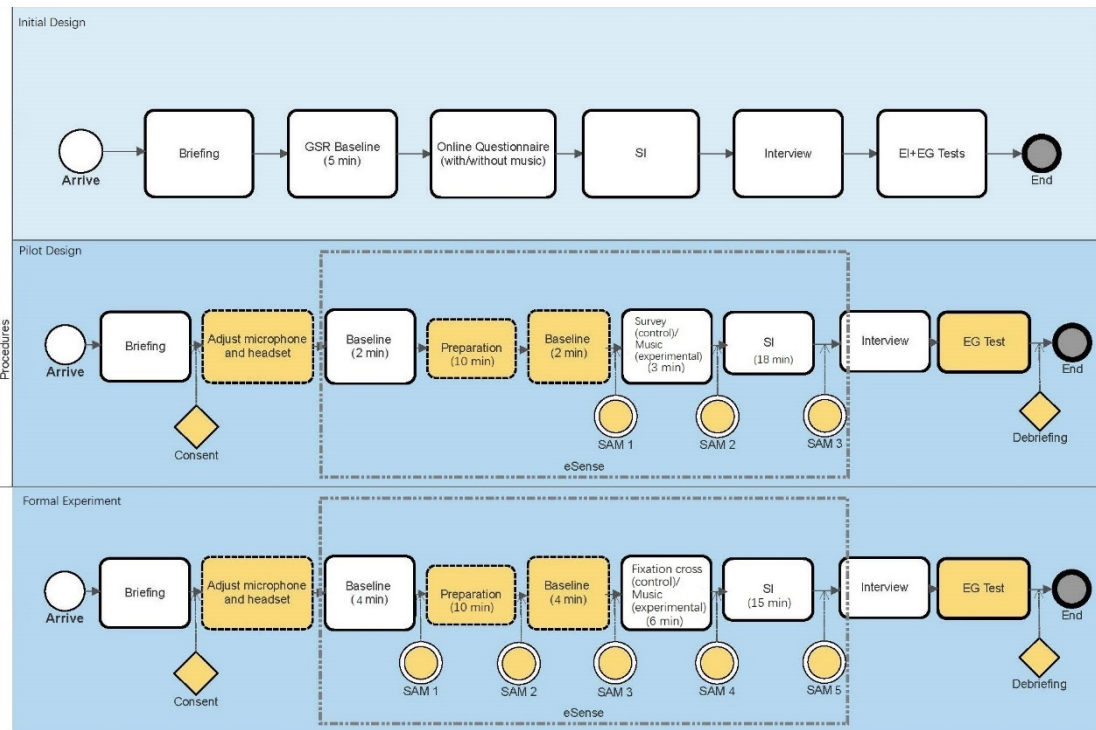 Procedures
Initial Design
Arrive
Briefing
GSR Baseline
(5 min)
Online Questionnaire
(with/without music)
SI
Interview
EI+EG Tests
End
Pilot Design
Arrive
Briefing
Consent
Adjust microphone
and headset
Baseline
(2 min)
Preparation
(10 min)
Baseline
(2 min)
SAM 1
Survey
(control)/
Music
(experimental)
(3 min)
SAM 2
SI
(18 min)
SAM 3
eSense
Interview
EG Test
Debriefing
End
Formal Experiment
Arrive
Briefing
Consent
Adjust microphone
and headset
Baseline
(4 min)
SAM 1
Preparation
(10 min)
SAM 2
Baseline
(4 min)
SAM 3
Fixation cross
(control)/
Music
(experimental)
(6 min)
SAM 4
SI
(15 min)
SAM 5
eSense
Interview
EG Test
Debriefing
End